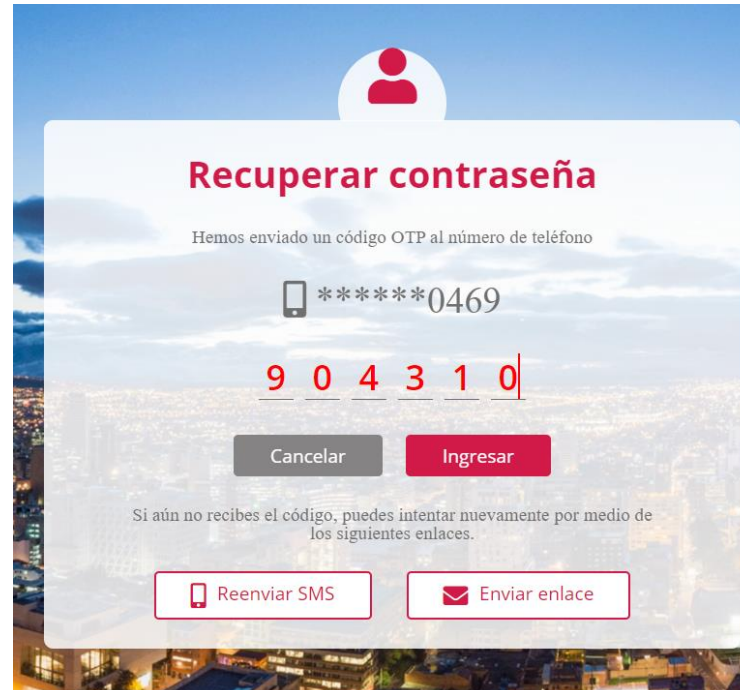 Recuperar contraseña
Hemos enviado un código OTP al número de teléfono
******0469
9 0 4 3 1 0
Cancelar Ingresar
Si aún no recibes el código, puedes intentar nuevamente por medio de
los siguientes enlaces.
Reenviar SMS Enviar enlace